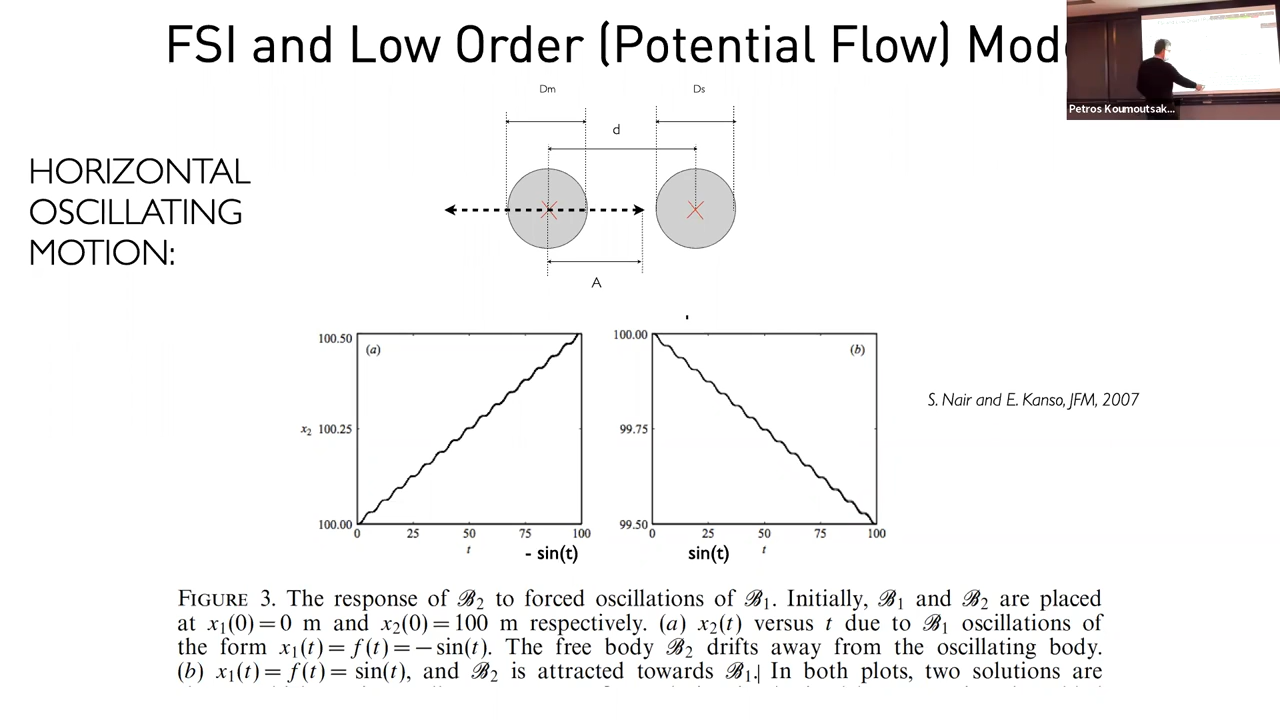 FSI and Low Order (Potential Flow)
Petros Koumoutsak...
Dm
Ds
d
HORIZONTAL
OSCILLATING
MOTION:
A
100.50
(a)
x₂ 100.25
100.00
0 25 50 75 100
t
- sin(t)
100.00
(b)
99.75
99.50
0 25 50 75 100
sin(t)
t
S. Nair and E. Kanso, JFM, 2007
FIGURE 3. The response of ℬ₂ to forced oscillations of ℬ₁. Initially, ℬ₁ and ℬ₂ are placed
at x₁(0) = 0 m and x₂(0) = 100 m respectively. (a) x₂(t) versus t due to ℬ₁ oscillations of
the form x₁(t) = f(t) = − sin(t). The free body ℬ₂ drifts away from the oscillating body.
(b) x₁(t) = f(t) = sin(t), and ℬ₂ is attracted towards ℬ₁. In both plots, two solutions are